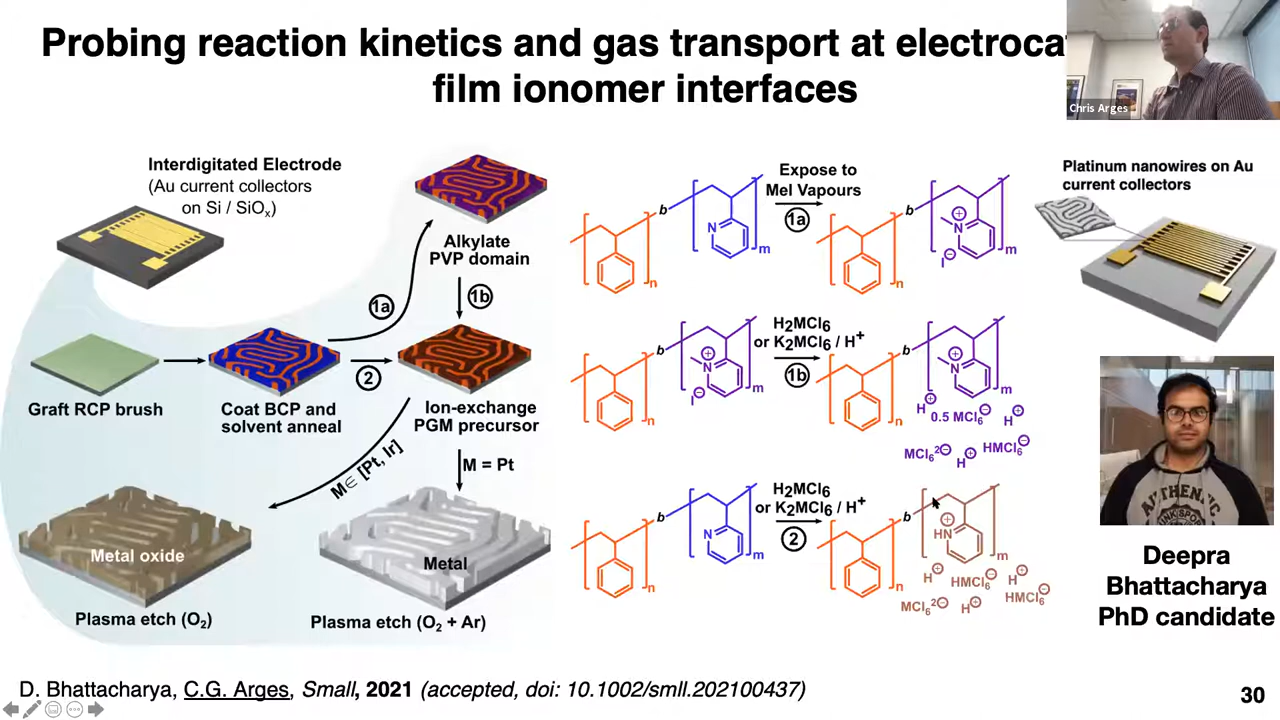 Probing reaction kinetics and gas transport at electroca
film ionomer interfaces
Chris Arges
Interdigitated Electrode
(Au current collectors
on Si / SiOₓ)
Alkylate
PVP domain
1a
1b
2
Graft RCP brush
Coat BCP and
solvent anneal
Ion-exchange
PGM precursor
M∈ [Pt, Ir]
M = Pt
Metal oxide
Metal
Plasma etch (O₂)
Plasma etch (O₂ + Ar)
n
b
N
m
Expose to
MeI Vapours
1a
n
b
N⊕
I⊖
m
n
b
N⊕
I⊖
m
H2MCl6
or K2MCl6 / H⁺
1b
n
b
N⊕
m
H⊕
0.5 MCl₆⊖
H⊕
MCl₆²⊖
H⊕
HMCl₆⊖
n
b
N
m
H2MCl6
or K2MCl6 / H⁺
2
n
b
HN⊕
m
H⊕
HMCl₆⊖
H⊕
MCl₆²⊖
H⊕
HMCl₆⊖
Platinum nanowires on Au
current collectors
AUTHENTIC
Deepra
Bhattacharya
PhD candidate
D. Bhattacharya, C.G. Arges, Small, 2021 (accepted, doi: 10.1002/smll.202100437)
30